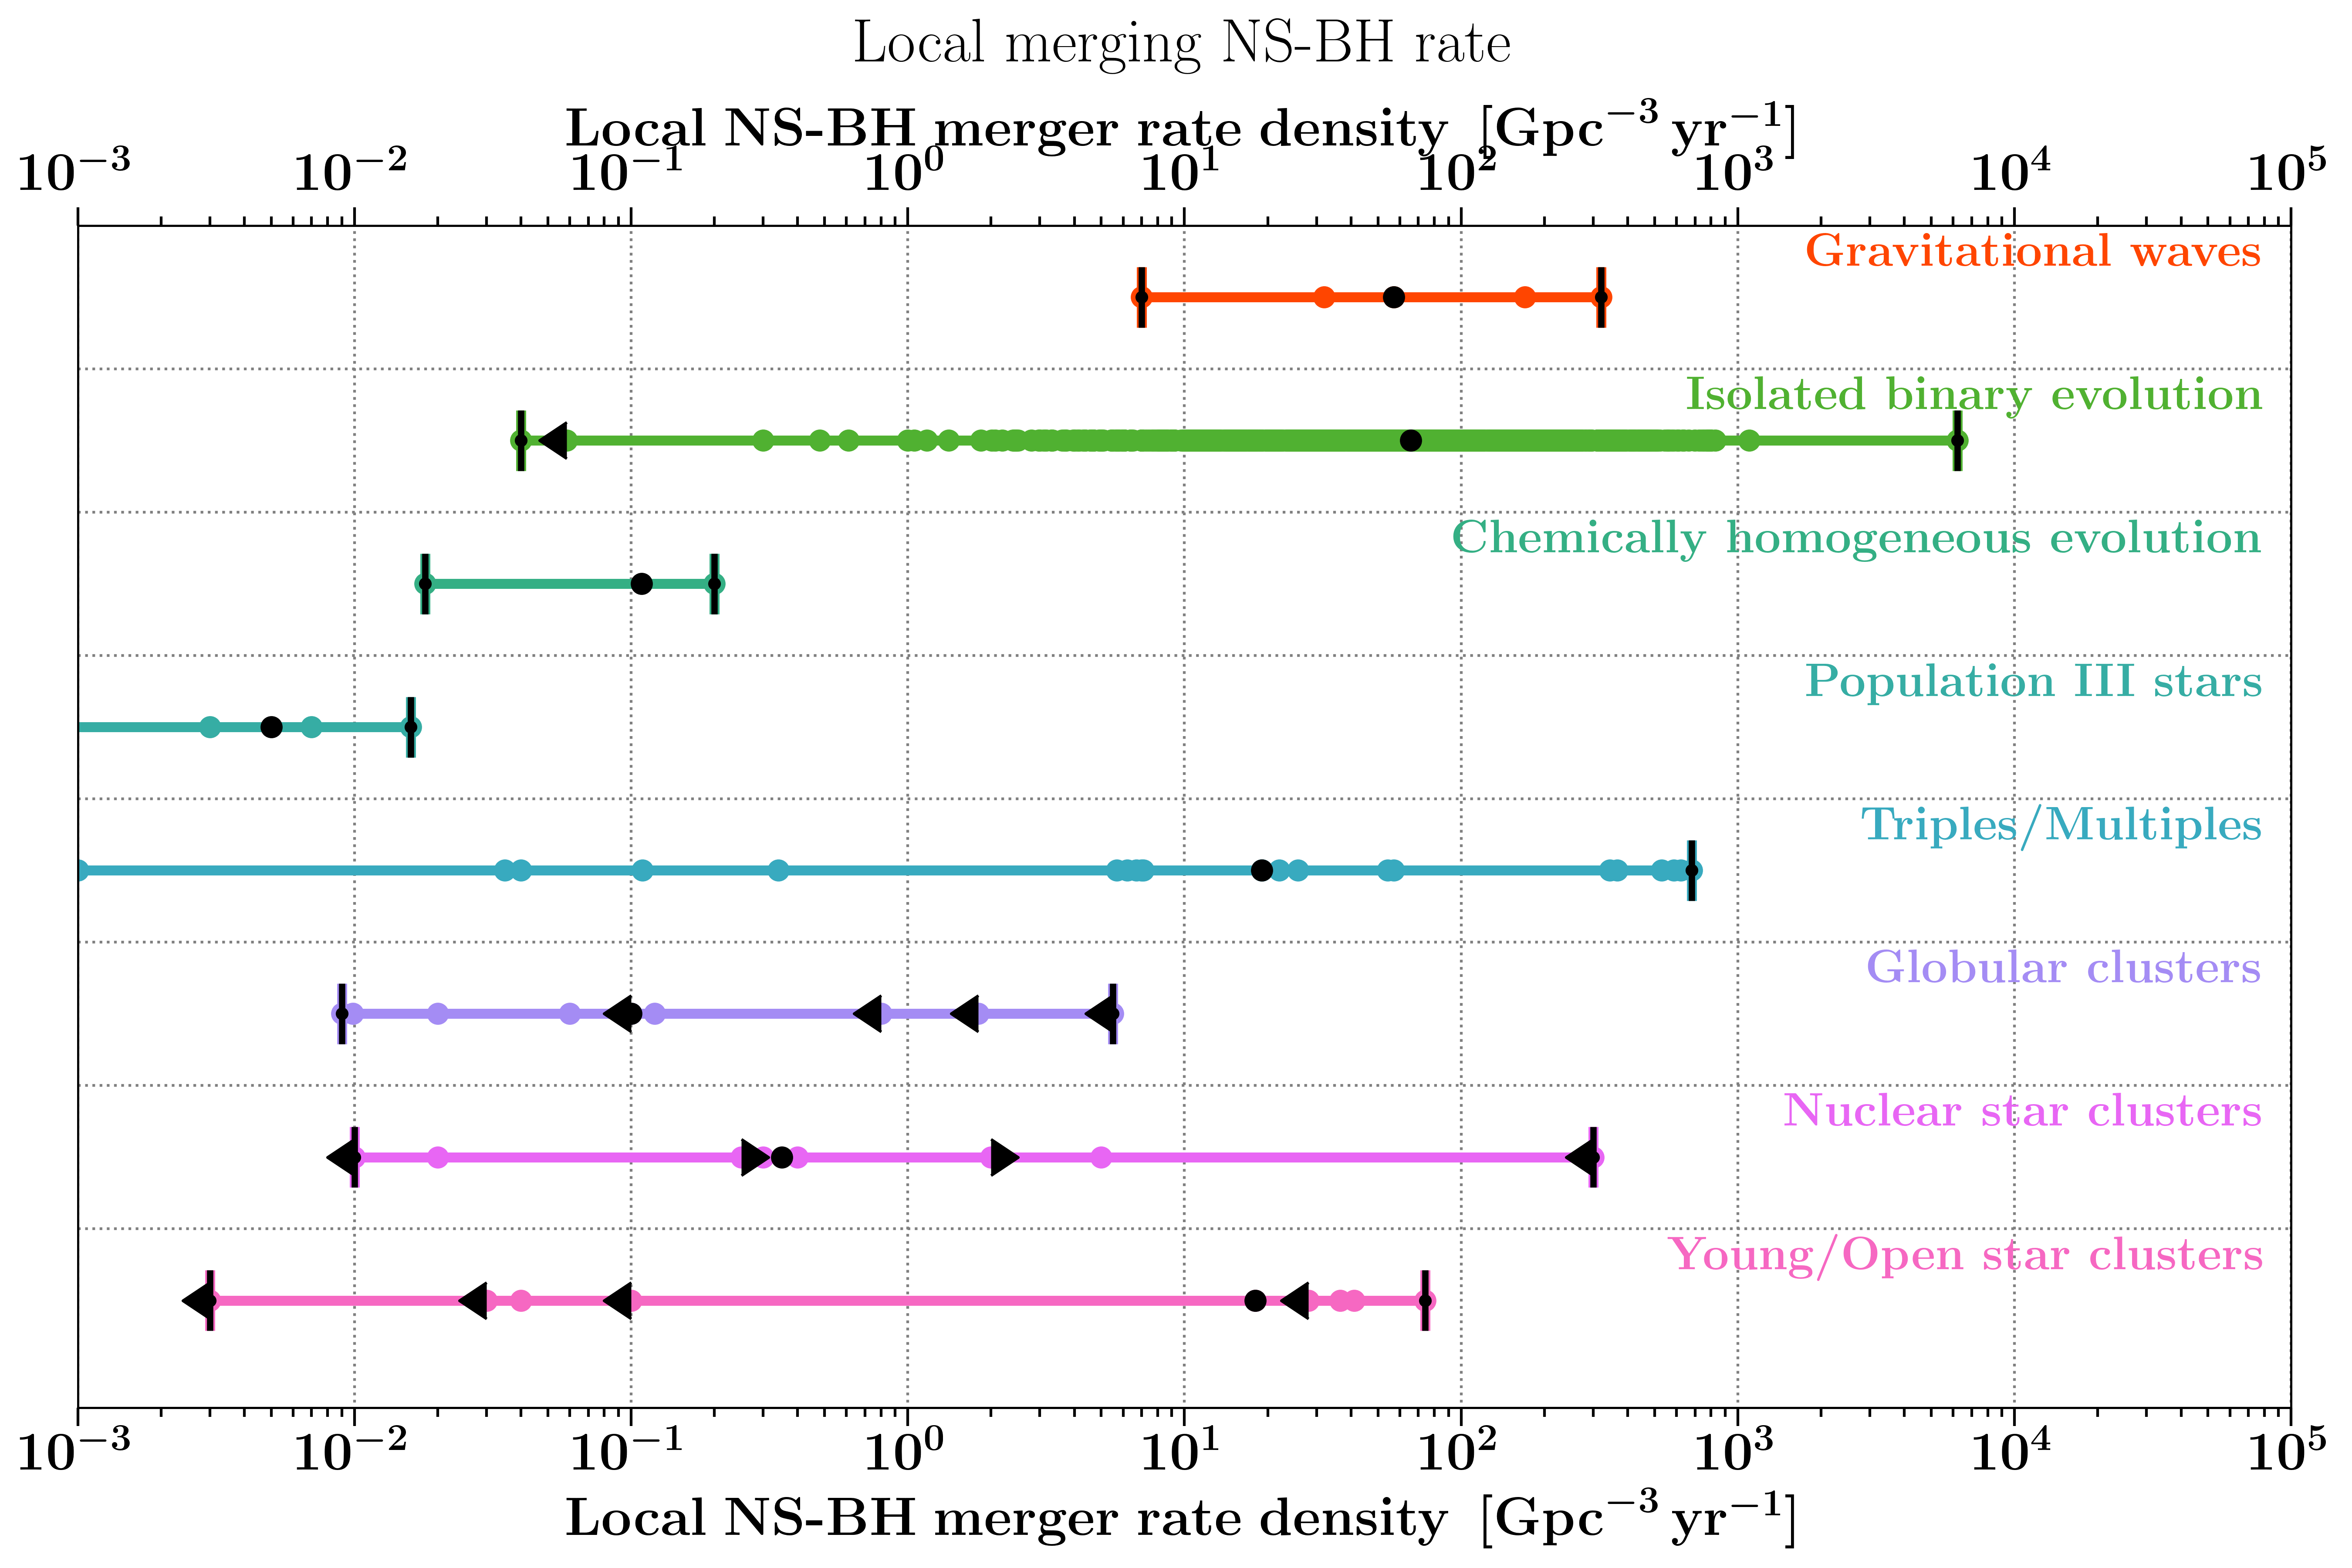 Local merging NS-BH rate
Local NS-BH merger rate density [Gpc⁻³ yr⁻¹]
10⁻³ 10⁻² 10⁻¹ 10⁰ 10¹ 10² 10³ 10⁴ 10⁵
Gravitational waves
Isolated binary evolution
Chemically homogeneous evolution
Population III stars
Triples/Multiples
Globular clusters
Nuclear star clusters
Young/Open star clusters
10⁻³ 10⁻² 10⁻¹ 10⁰ 10¹ 10² 10³ 10⁴ 10⁵
Local NS-BH merger rate density [Gpc⁻³ yr⁻¹]